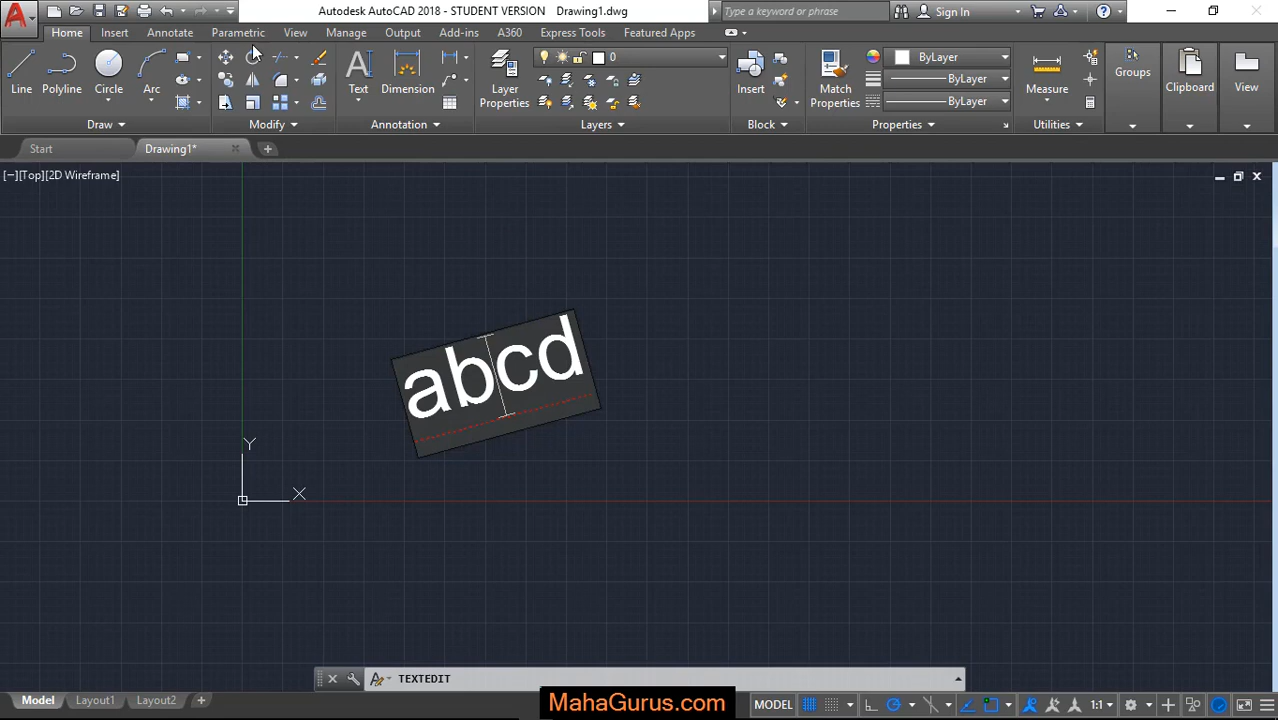 Autodesk AutoCAD 2018 - STUDENT VERSION Drawing1.dwg
Type a keyword or phrase
Sign In
Home Insert Annotate Parametric View Manage Output Add-ins A360 Express Tools Featured Apps
0
ByLayer
ByLayer
ByLayer
Line Polyline Circle Arc
Text Dimension
Layer
Properties
Insert
Match
Properties
Measure
Groups
Clipboard
View
Draw Modify Annotation Layers Block Properties Utilities
Start Drawing1*
[−][Top][2D Wireframe]
abcd
Y
X
TEXTEDIT
Model Layout1 Layout2
MahaGurus.com
MODEL 1:1